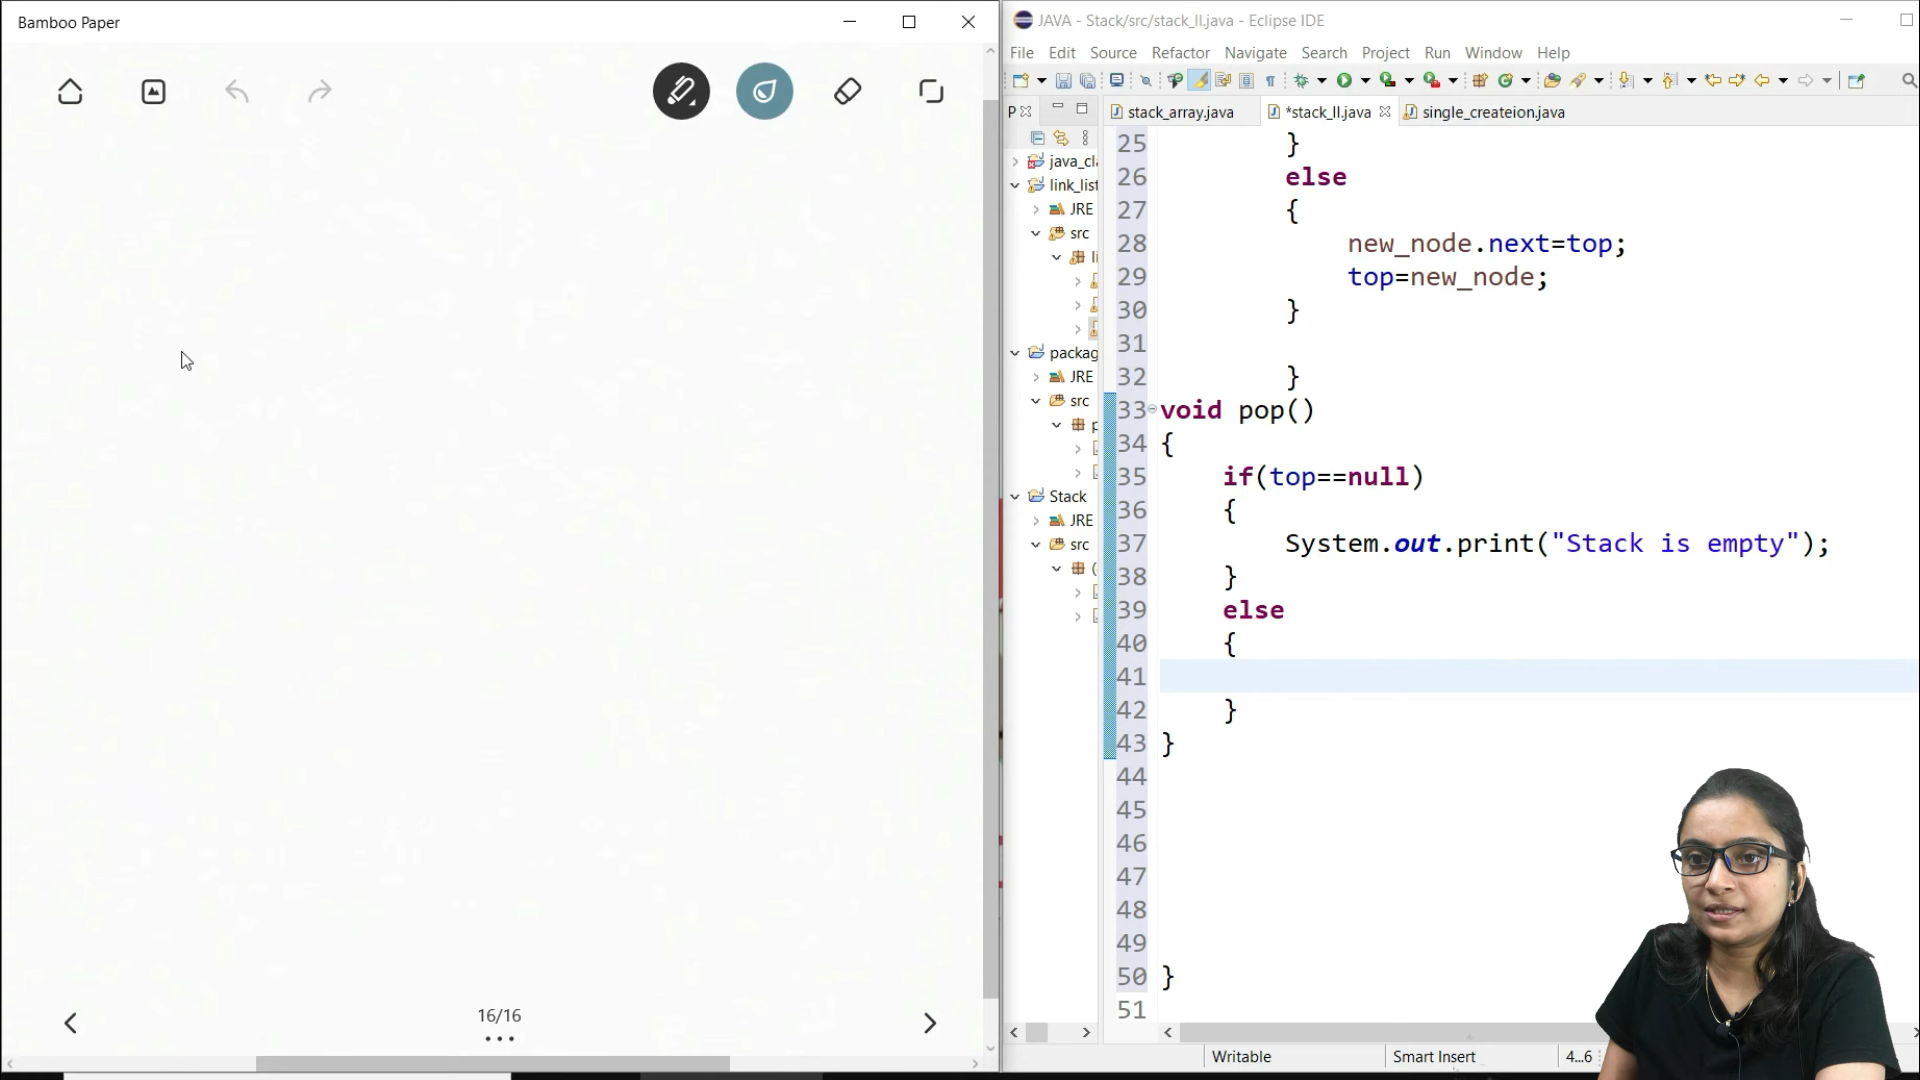 Bamboo Paper
16/16
JAVA - Stack/src/stack_ll.java - Eclipse IDE
File Edit Source Refactor Navigate Search Project Run Window Help
P
stack_array.java
*stack_ll.java
single_createion.java
java_cl
link_list
JRE
src
li
packag
JRE
src
p
Stack
JRE
src
(
25 }
26 else
27 {
28 new_node.next=top;
29 top=new_node;
30 }
31
32 }
33 void pop()
34 {
35 if(top==null)
36 {
37 System.out.print("Stack is empty");
38 }
39 else
40 {
41
42 }
43 }
44
45
46
47
48
49
50 }
51
Writable
Smart Insert
4...6